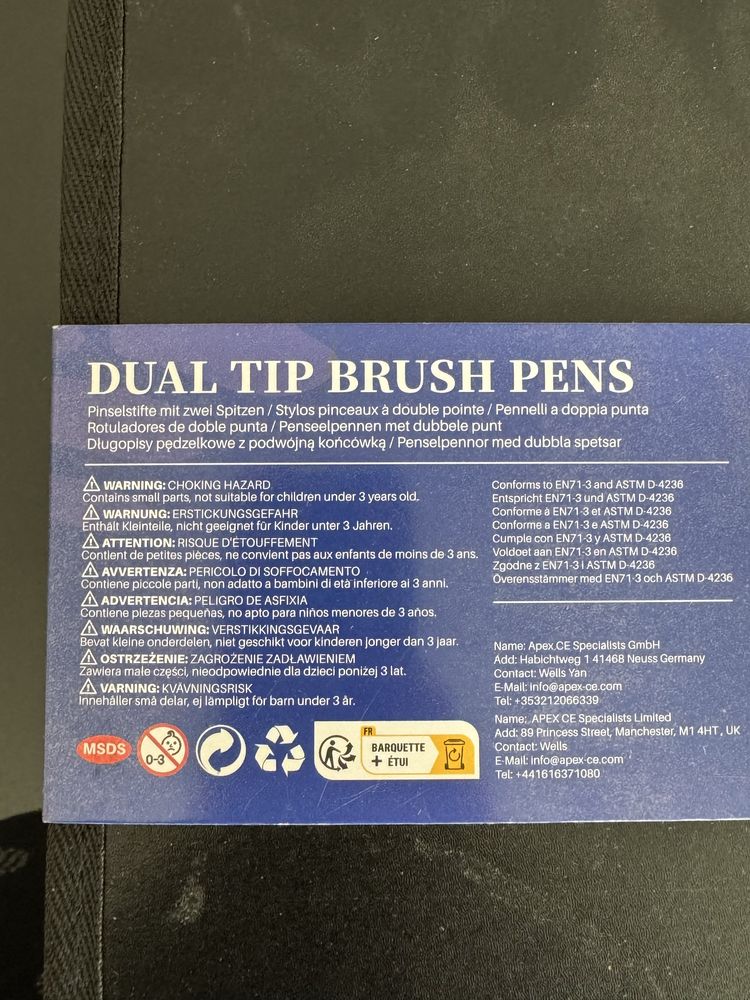 DUAL TIP BRUSH PENS
Pinselstifte mit zwei Spitzen / Stylos pinceaux à double pointe / Pennelli a doppia punta
Rotuladores de doble punta / Penseelpennen met dubbele punt
Długopisy pędzelkowe z podwójną końcówką / Penselpennor med dubbla spetsar
WARNING: CHOKING HAZARD
Contains small parts, not suitable for children under 3 years old.
WARNUNG: ERSTICKUNGSGEFAHR
Enthält Kleinteile, nicht geeignet für Kinder unter 3 Jahren.
ATTENTION: RISQUE D'ÉTOUFFEMENT
Contient de petites pièces, ne convient pas aux enfants de moins de 3 ans.
AVVERTENZA: PERICOLO DI SOFFOCAMENTO
Contiene piccole parti, non adatto a bambini di età inferiore ai 3 anni.
ADVERTENCIA: PELIGRO DE ASFIXIA
Contiene piezas pequeñas, no apto para niños menores de 3 años.
WAARSCHUWING: VERSTIKKINGSGEVAAR
Bevat kleine onderdelen, niet geschikt voor kinderen jonger dan 3 jaar.
OSTRZEŻENIE: ZAGROŻENIE ZADŁAWIENIEM
Zawiera małe części, nieodpowiednie dla dzieci poniżej 3 lat.
VARNING: KVÄVNINGSRISK
Innehåller små delar, ej lämpligt för barn under 3 år.
MSDS
0-3
FR
BARQUETTE
+ ÉTUI
Conforms to EN71-3 and ASTM D-4236
Entspricht EN71-3 und ASTM D-4236
Conforme à EN71-3 et ASTM D-4236
Conforme a EN71-3 e ASTM D-4236
Cumple con EN71-3 y ASTM D-4236
Voldoet aan EN71-3 en ASTM D-4236
Zgodne z EN71-3 i ASTM D-4236
Överensstämmer med EN71-3 och ASTM D-4236
Name: Apex.CE Specialists GmbH
Add: Habichtweg 1 41468 Neuss Germany
Contact: Wells Yan
E-Mail: info@apex-ce.com
Tel: +353212066339
Name: APEX CE Specialists Limited
Add: 89 Princess Street, Manchester, M1 4HT, UK
Contact: Wells
E-Mail: info@apex-ce.com
Tel: +441616371080